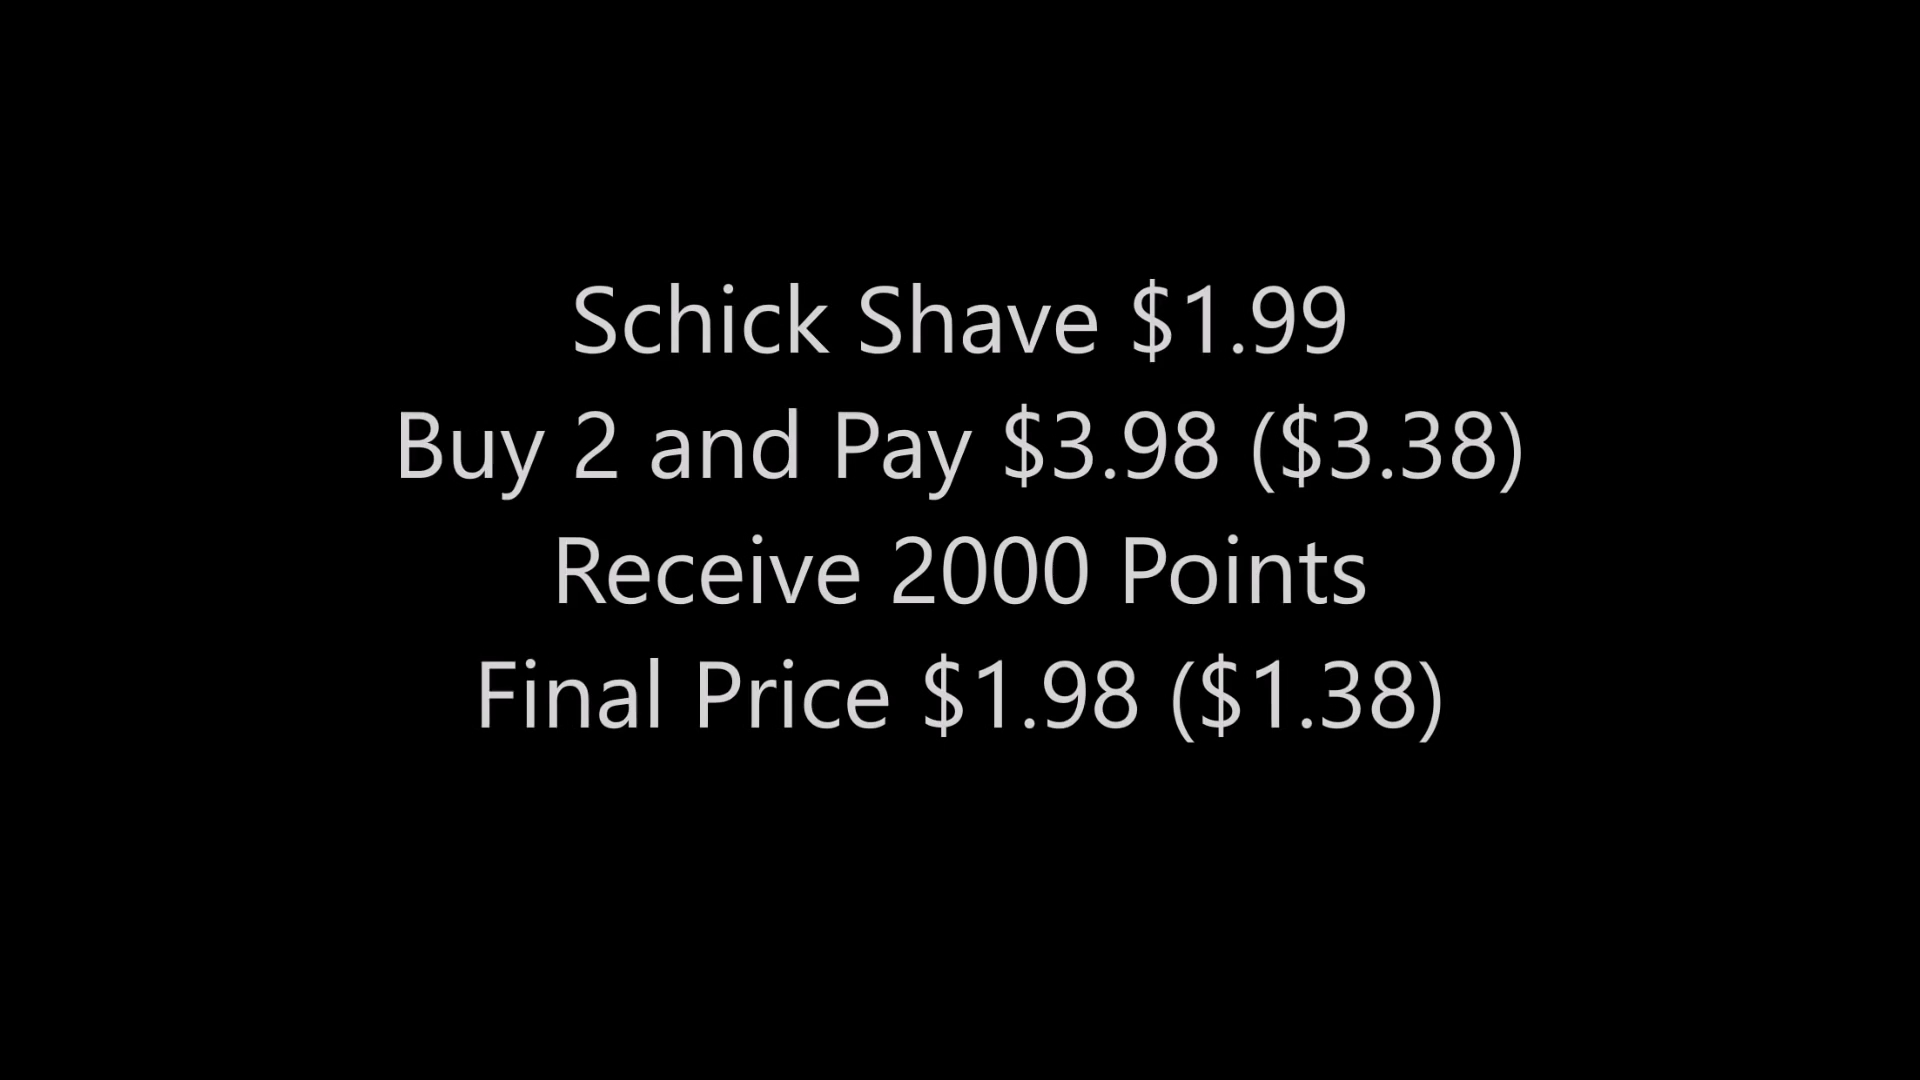 Schick Shave $1.99
Buy 2 and Pay $3.98 ($3.38)
Receive 2000 Points
Final Price $1.98 ($1.38)